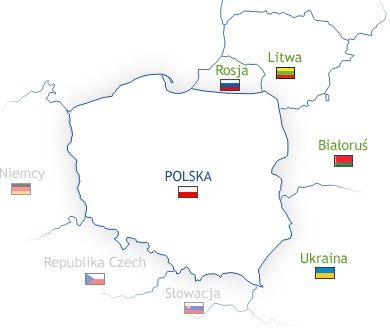 Litwa
Rosja
Białoruś
Niemcy
POLSKA
Ukraina
Republika Czech
Słowacja